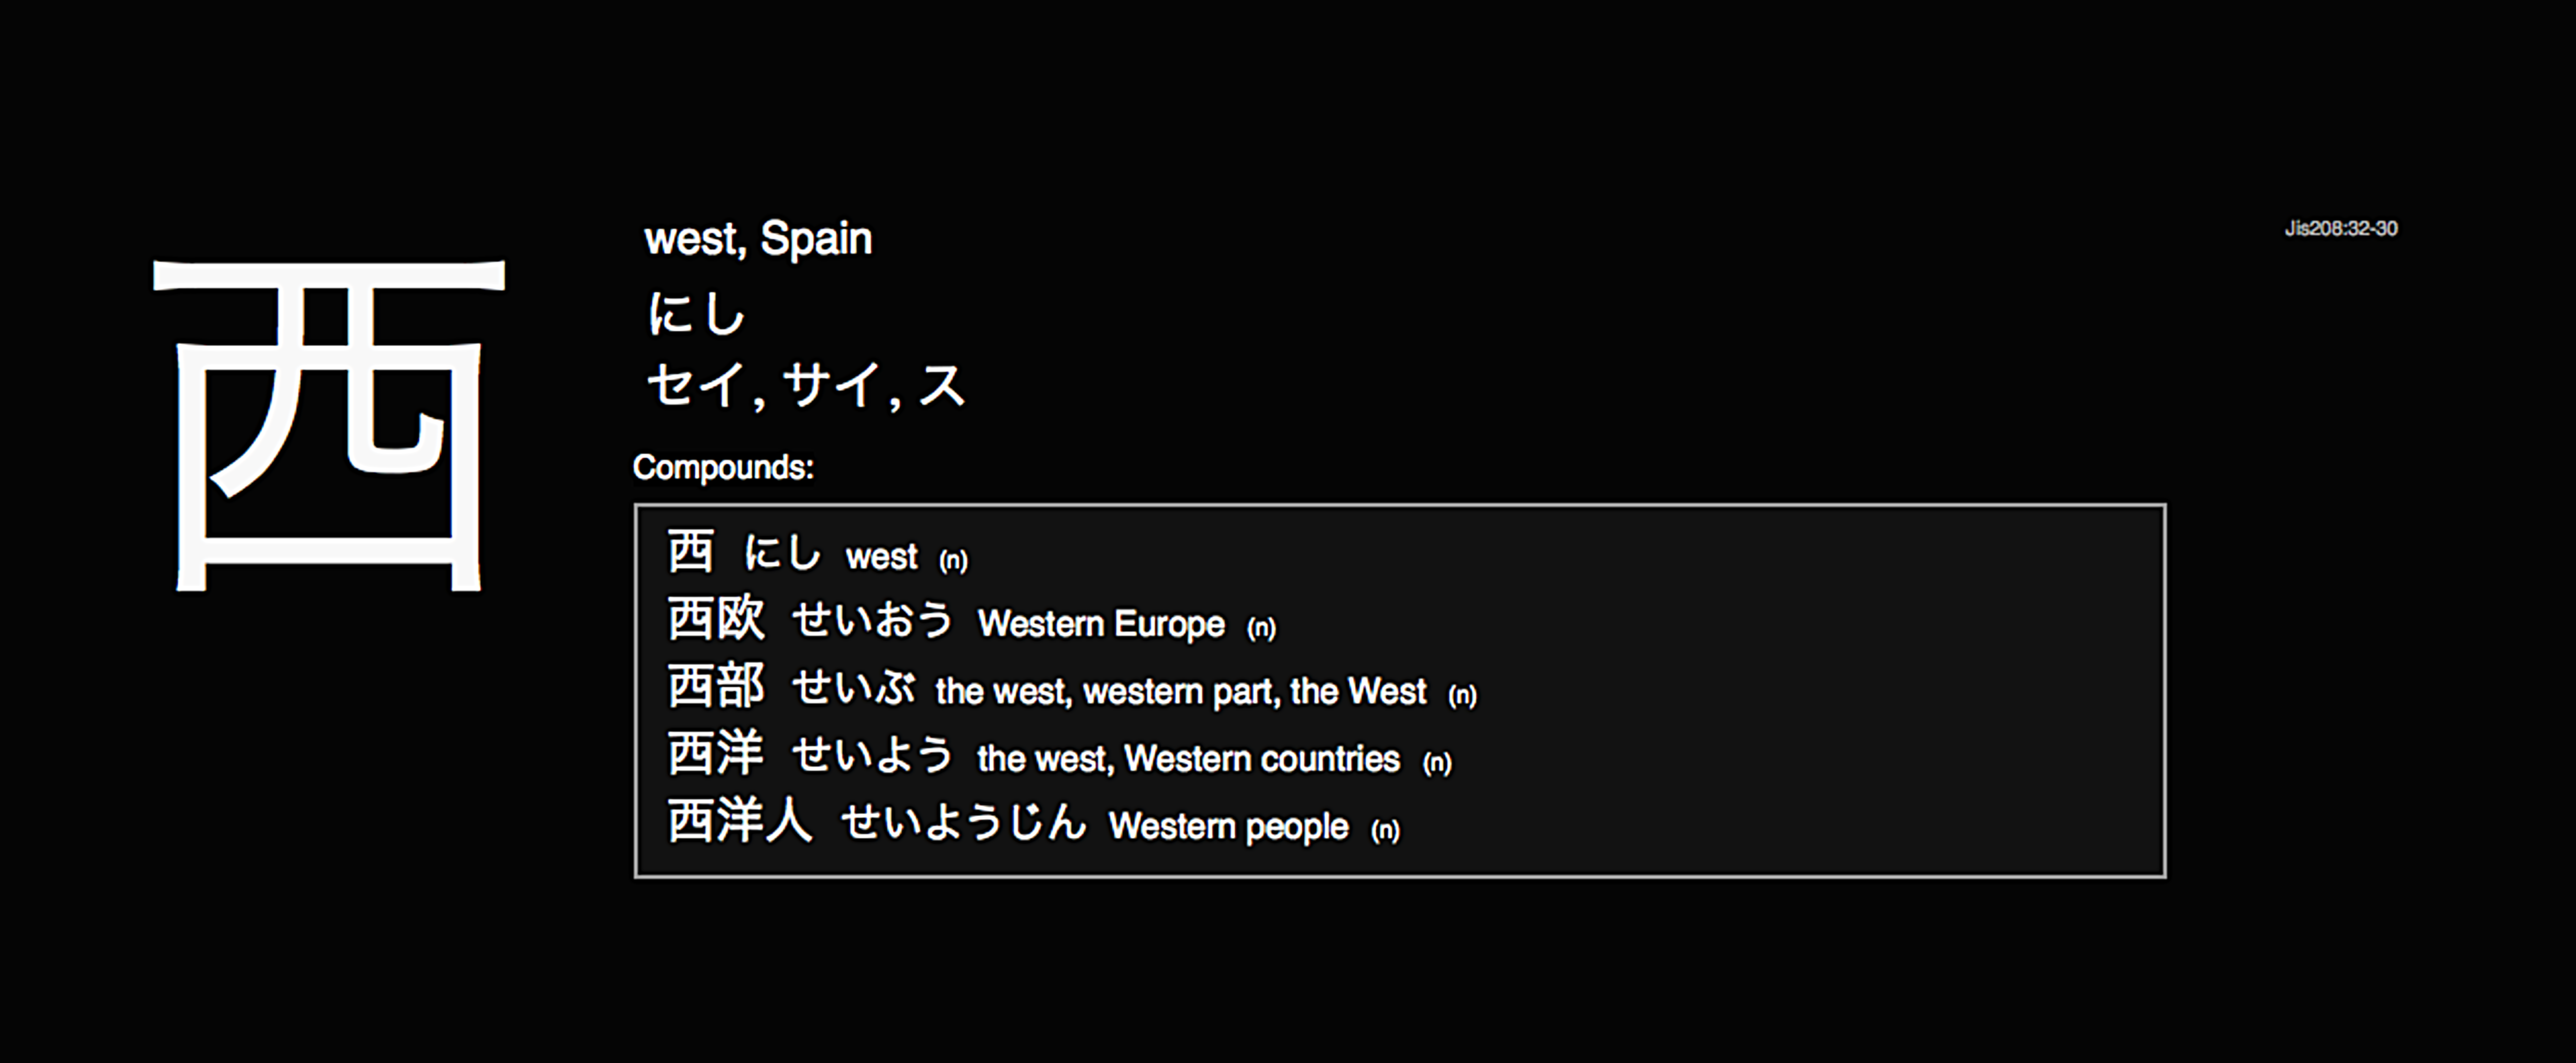 西
west, Spain
Jis208:32-30
にし
セイ, サイ, ス
Compounds:
西 にし west (n)
西欧 せいおう Western Europe (n)
西部 せいぶ the west, western part, the West (n)
西洋 せいよう the west, Western countries (n)
西洋人 せいようじん Western people (n)